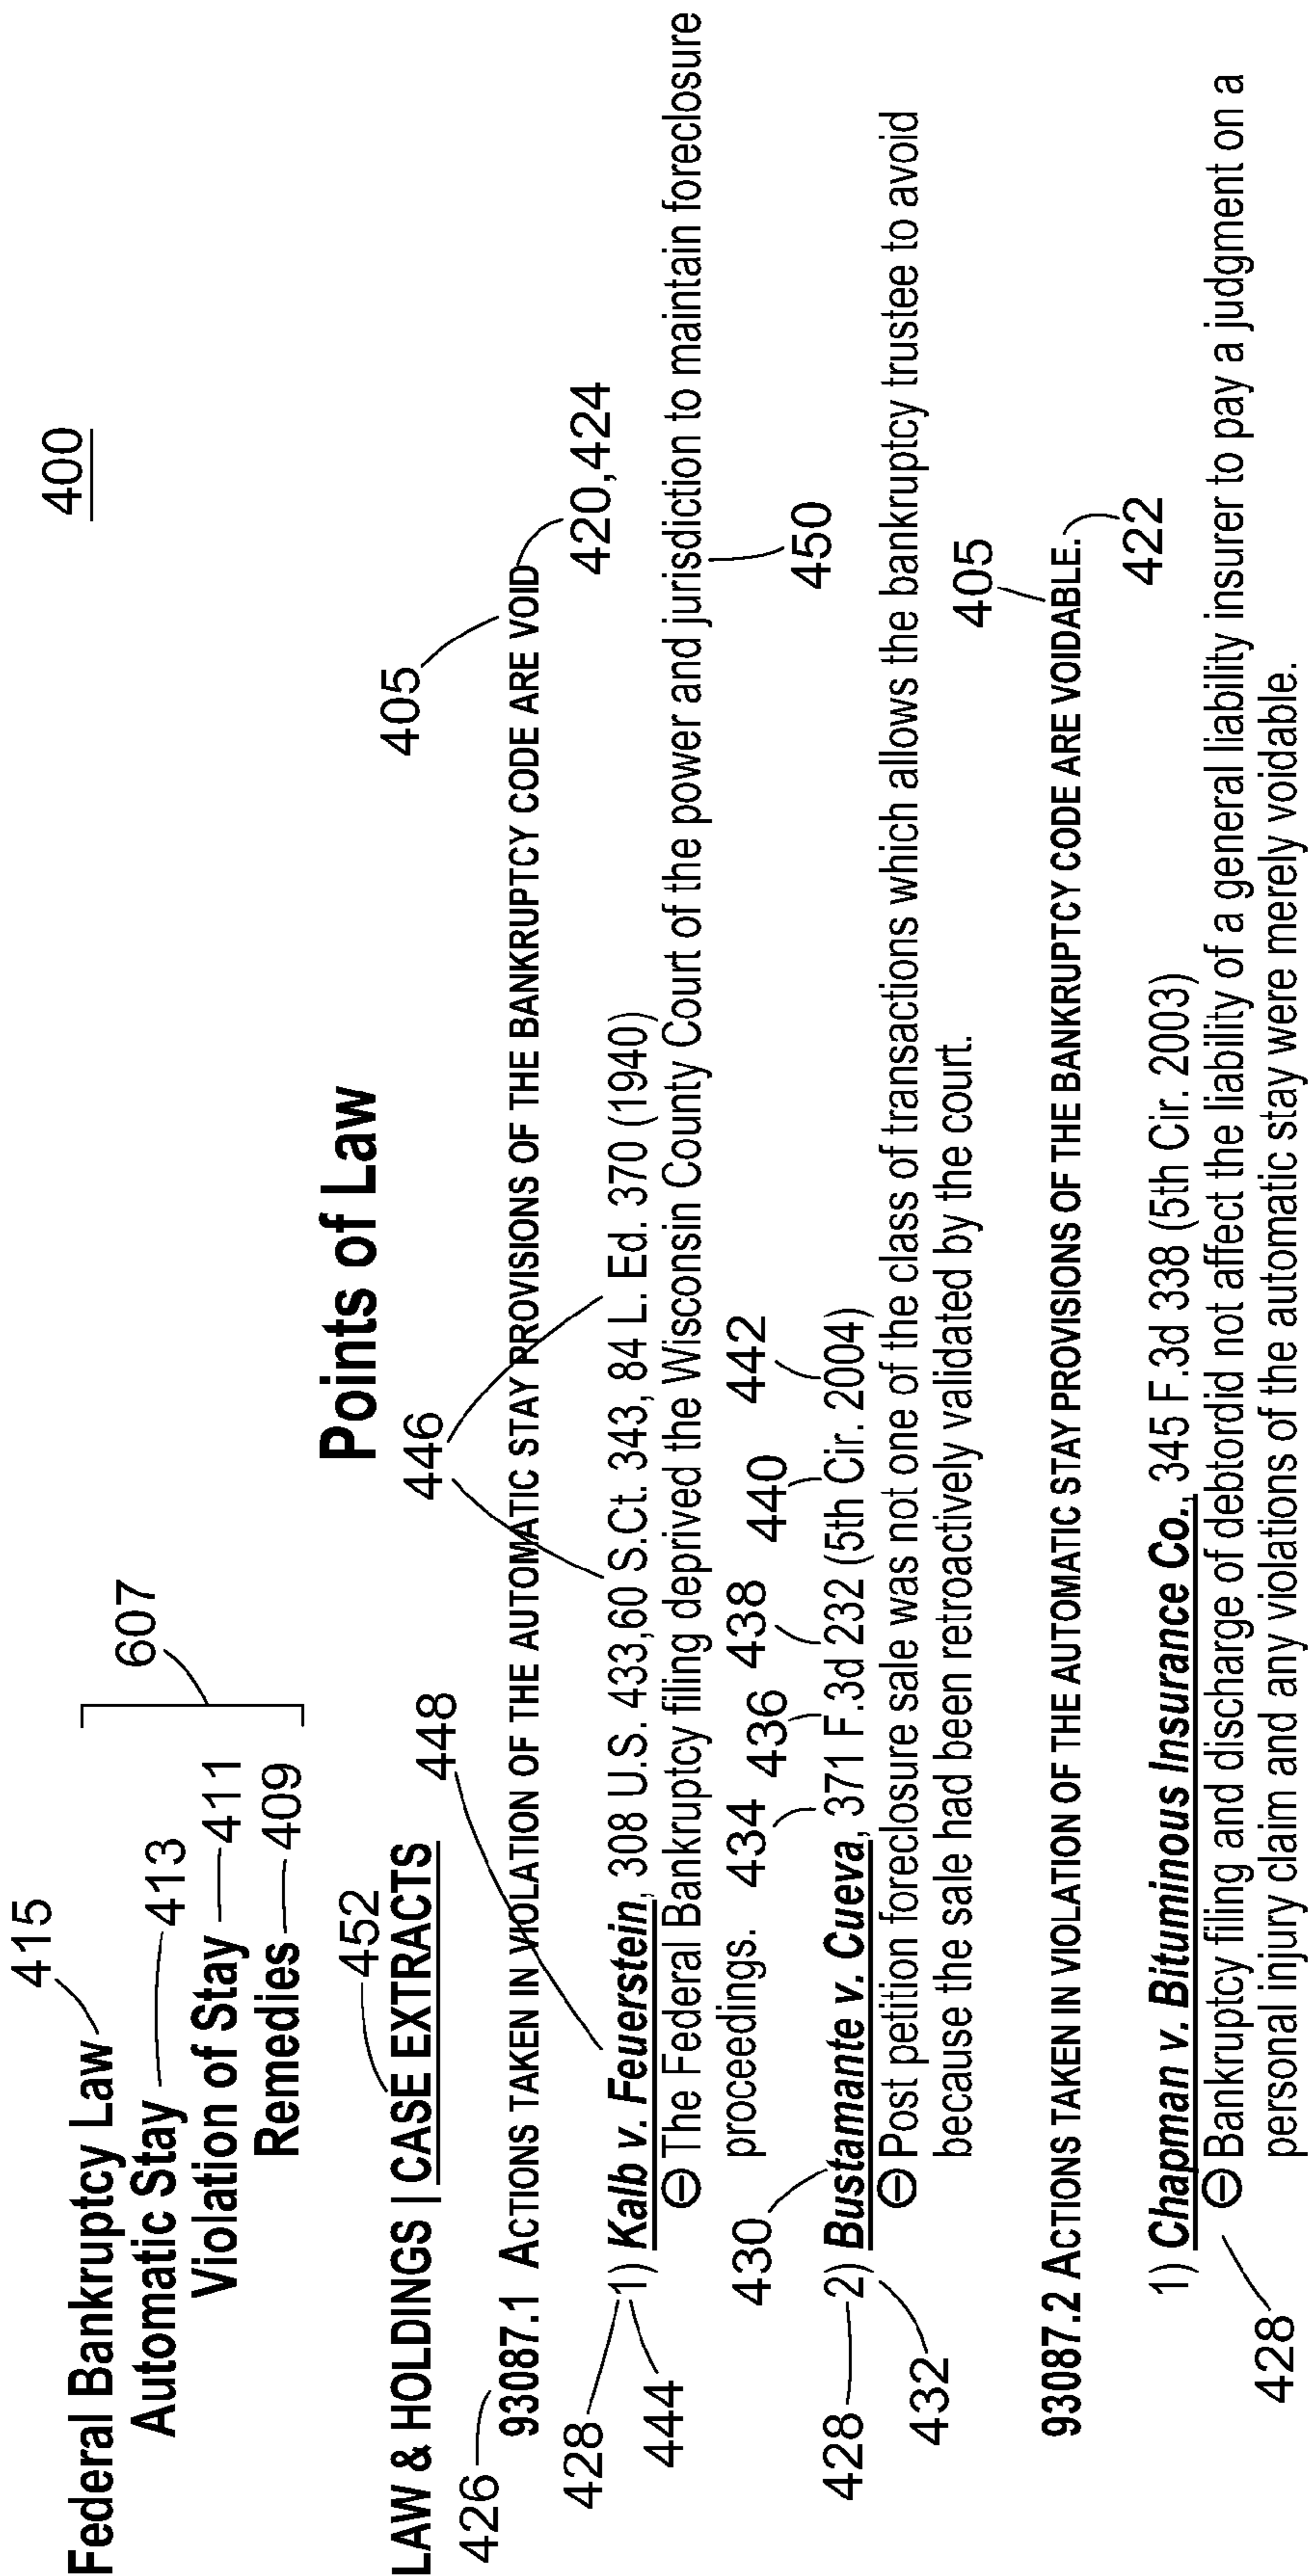 400
415
Federal Bankruptcy Law
Automatic Stay 413
Violation of Stay 411
Remedies 409
607
Points of Law
452
LAW & HOLDINGS | CASE EXTRACTS
448
446
405
426
93087.1 ACTIONS TAKEN IN VIOLATION OF THE AUTOMATIC STAY PROVISIONS OF THE BANKRUPTCY CODE ARE VOID
420,424
428
444
1) Kalb v. Feuerstein, 308 U.S. 433,60 S.Ct. 343, 84 L. Ed. 370 (1940)
⊖ The Federal Bankruptcy filing deprived the Wisconsin County Court of the power and jurisdiction to maintain foreclosure
proceedings.
450
430
434
436
438
440
442
428
432
2) Bustamante v. Cueva, 371 F.3d 232 (5th Cir. 2004)
⊖ Post petition foreclosure sale was not one of the class of transactions which allows the bankruptcy trustee to avoid
because the sale had been retroactively validated by the court.
405
93087.2 ACTIONS TAKEN IN VIOLATION OF THE AUTOMATIC STAY PROVISIONS OF THE BANKRUPTCY CODE ARE VOIDABLE.
422
1) Chapman v. Bituminous Insurance Co., 345 F.3d 338 (5th Cir. 2003)
⊖ Bankruptcy filing and discharge of debtordid not affect the liability of a general liability insurer to pay a judgment on a
personal injury claim and any violations of the automatic stay were merely voidable.
428